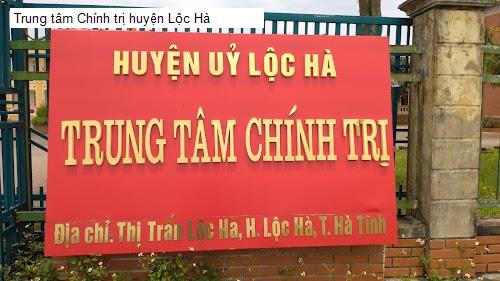 Trung tâm Chính trị huyện Lộc Hà
HUYỆN UỶ LỘC HÀ
TRUNG TÂM CHÍNH TRỊ
Địa chỉ. Thị Trấn Lộc Hà, H. Lộc Hà, T. Hà Tĩnh